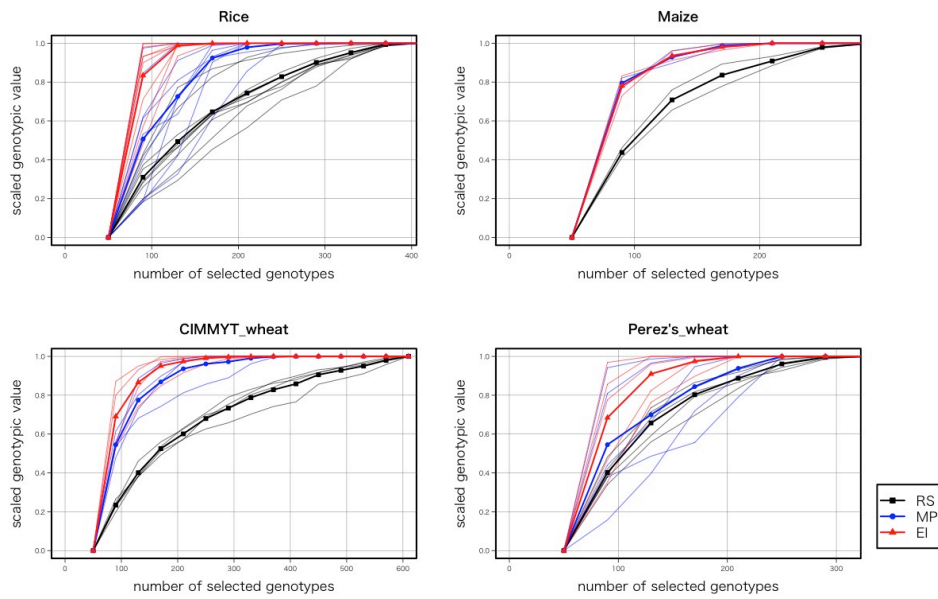 Rice
scaled genotypic value
1.0
0.8
0.6
0.4
0.2
0.0
0 100 200 300 400
number of selected genotypes
Maize
scaled genotypic value
1.0
0.8
0.6
0.4
0.2
0.0
100 200
number of selected genotypes
CIMMYT_wheat
scaled genotypic value
1.0
0.8
0.6
0.4
0.2
0.0
0 100 200 300 400 500 600
number of selected genotypes
Perez's_wheat
scaled genotypic value
1.0
0.8
0.6
0.4
0.2
0.0
0 100 200 300
number of selected genotypes
RS
MP
EI